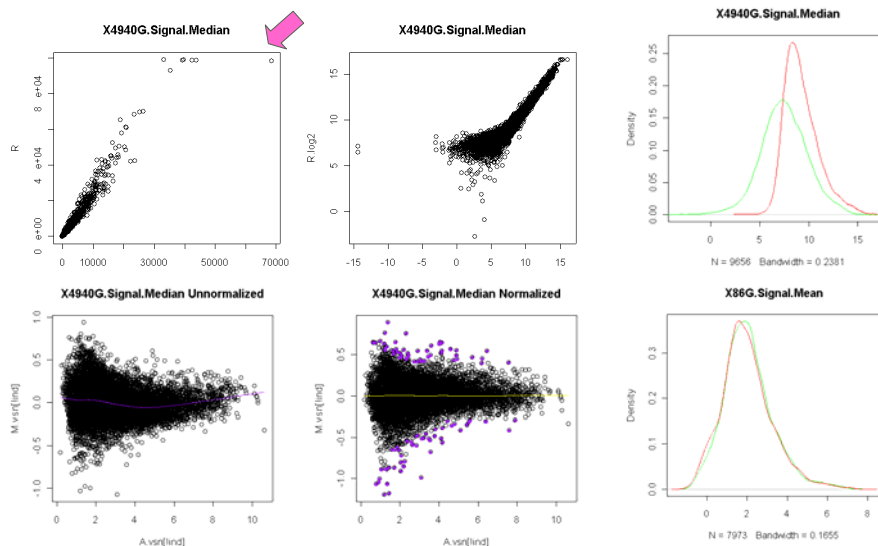 X4940G.Signal.Median
R
0 e+00 4 e+04 8 e+04
0 10000 30000 50000 70000
X4940G.Signal.Median
R.log2
0 5 10 15
-15 -10 -5 0 5 10 15
X4940G.Signal.Median
Density
0.00 0.05 0.10 0.15 0.20 0.25
0 5 10 15
N = 9656 Bandwidth = 0.2381
X4940G.Signal.Median Unnormalized
M.vsn[lind]
-1.0 -0.5 0.0 0.5 1.0
0 2 4 6 8 10
A.vsn[lind]
X4940G.Signal.Median Normalized
M.vsn[lind]
-1.0 -0.5 0.0 0.5 1.0
0 2 4 6 8 10
A.vsn[lind]
X86G.Signal.Mean
Density
0.0 0.1 0.2 0.3
0 2 4 6 8
N = 7973 Bandwidth = 0.1655